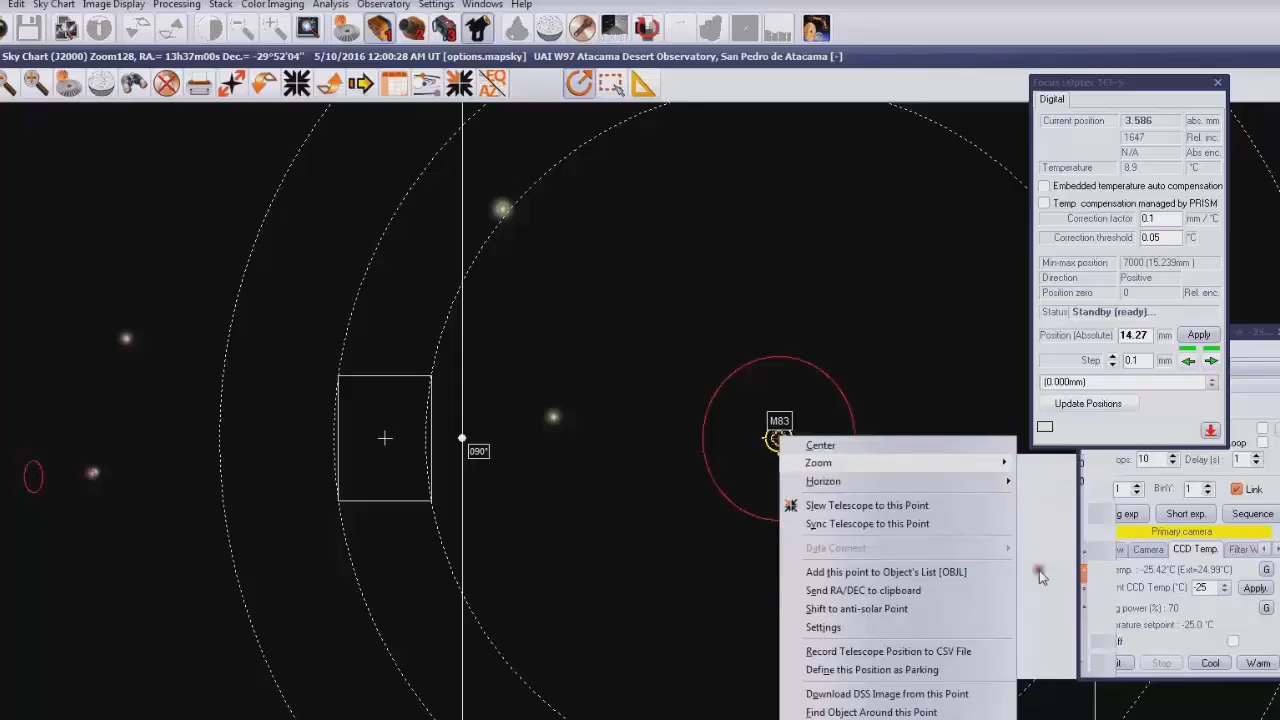 Edit Sky Chart Image Display Processing Stack Color Imaging Analysis Observatory Settings Windows Help
Sky Chart (J2000) Zoom128, RA.= 13h37m00s Dec.= -29°52'04" 5/10/2016 12:00:28 AM UT [options.mapsky] UAI W97 Atacama Desert Observatory, San Pedro de Atacama [-]
EQ
AZ
Digital
Current position 3.586 abs. mm
1647 Rel. inc.
N/A Abs enc.
Temperature 8.9 °C
Embedded temperature auto compensation
Temp. compensation managed by PRISM
Correction factor 0.1 mm / °C
Correction threshold 0.05 °C
Min-max position 7000 (15.239mm )
Direction Positive
Position zero 0 Rel. enc.
Status Standby (ready)...
Position (Absolute) 14.27 mm Apply
Step 0.1 mm
(0.000mm)
Update Positions
M83
090°
Center
Zoom
Horizon
Slew Telescope to this Point
Sync Telescope to this Point
Data Connect
Add this point to Object's List [OBJL]
Send RA/DEC to clipboard
Shift to anti-solar Point
Settings
Record Telescope Position to CSV File
Define this Position as Parking
Download DSS Image from this Point
Find Object Around this Point
-25...
oop
ops: 10 Delay (s) 1
1 BinY: 1 Link
g exp Short exp. Sequence
Primary camera
w Camera CCD Temp. Filter W
emp. : -25.42°C (Ext=24.99°C) G
nt CCD Temp.(°C) -25 Apply.
g power (%) : 70 G
rature setpoint : -25.0 °C
ff
it Stop Cool Warm